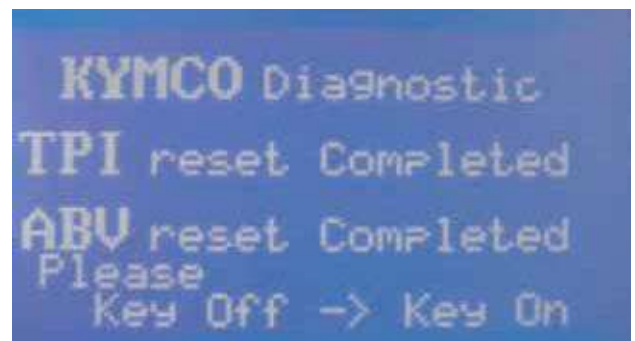 KYMCO Diagnostic
TPI reset Completed
ABV reset Completed
Please
Key Off -> Key On